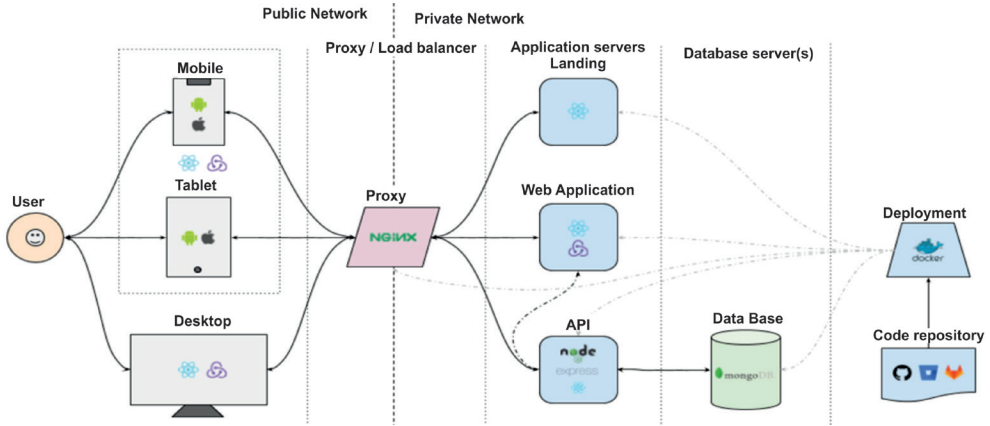 Public Network
Private Network
Proxy / Load balancer
Application servers
Landing
Database server(s)
Mobile
Tablet
User
Desktop
Proxy
NGINX
Web Application
API
node
express
Data Base
mongoDB
Deployment
docker
Code repository